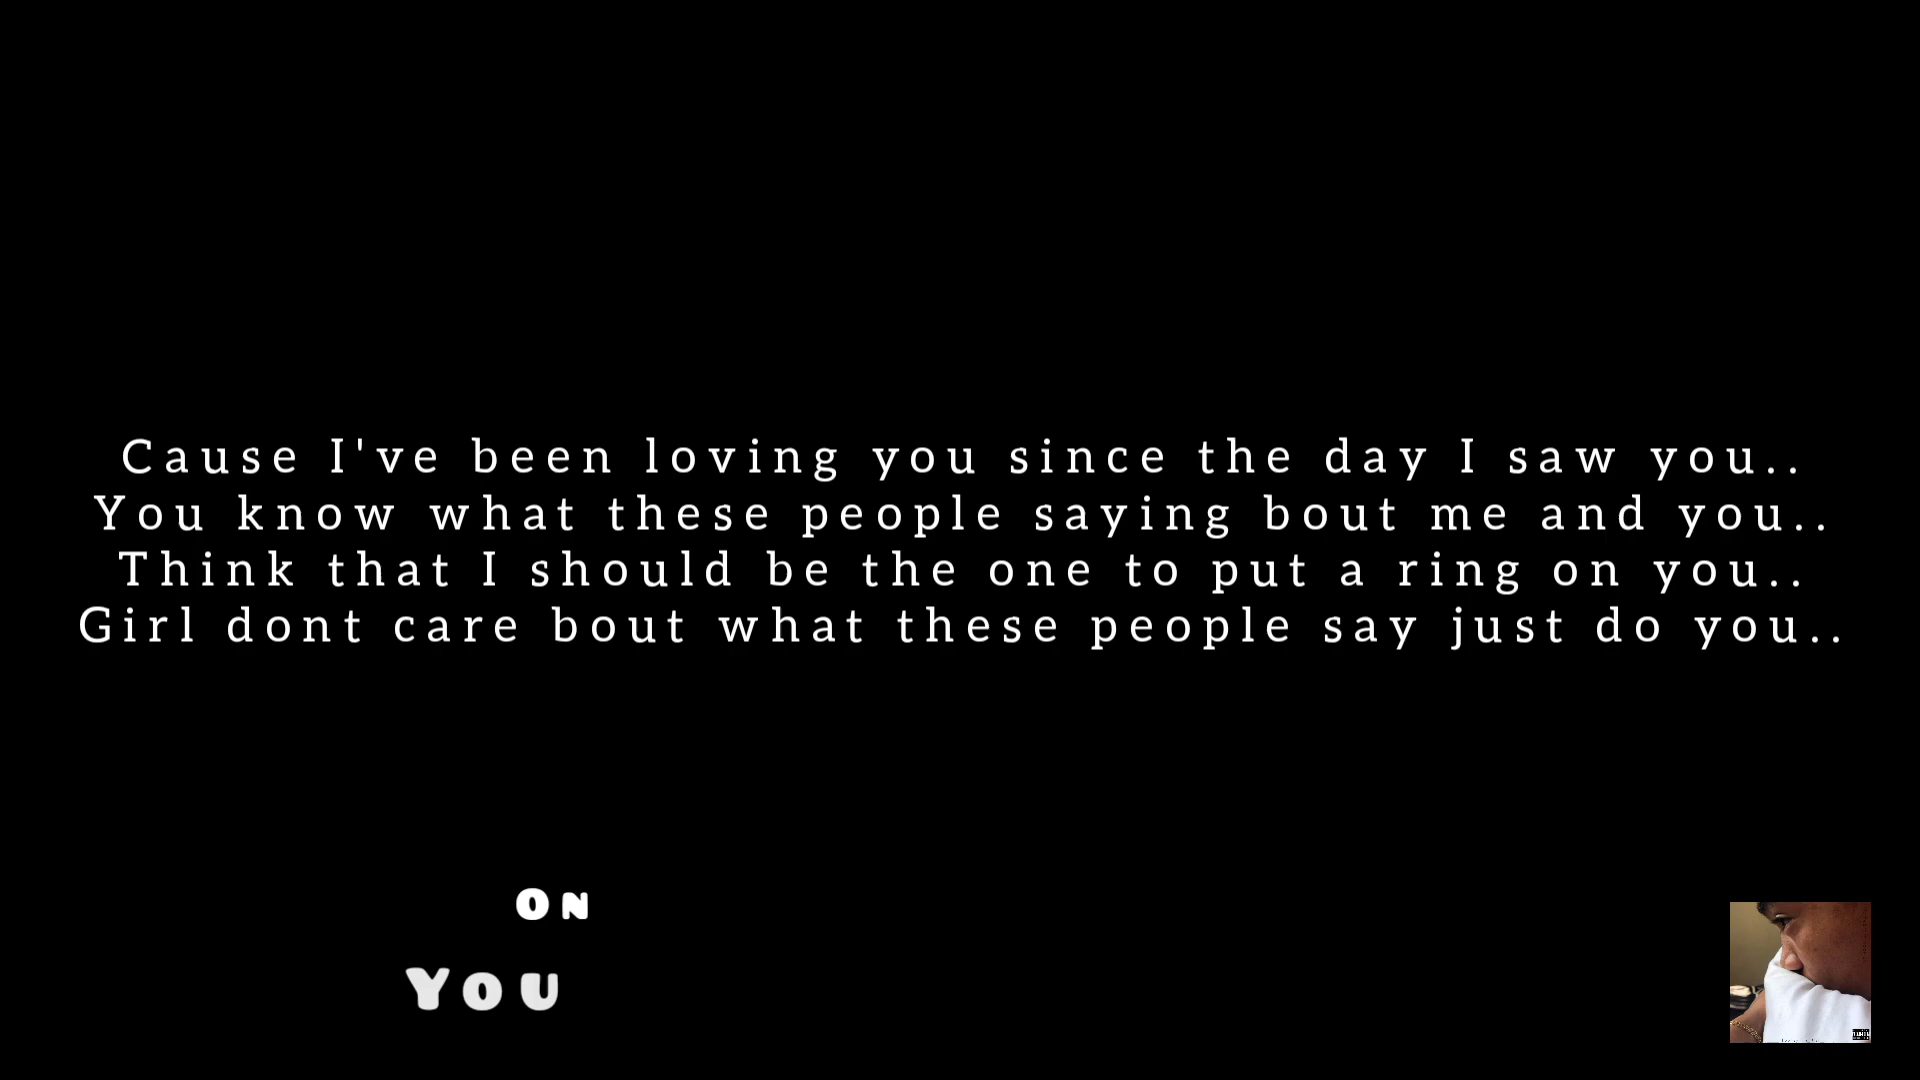 Cause I've been loving you since the day I saw you..
You know what these people saying bout me and you..
Think that I should be the one to put a ring on you..
Girl dont care bout what these people say just do you..
ON
YOU